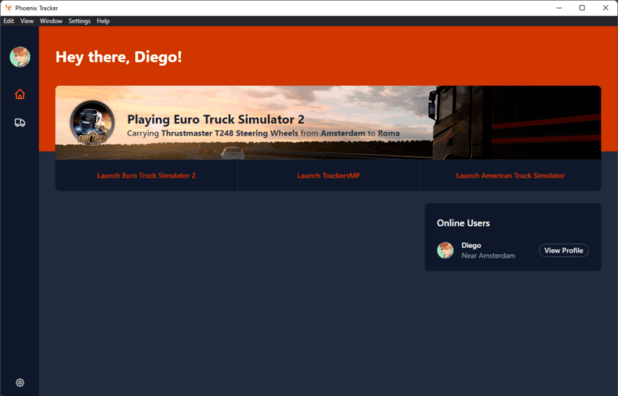 Phoenix Tracker
Edit View Window Settings Help
Hey there, Diego!
Playing Euro Truck Simulator 2
Carrying Thrustmaster T248 Steering Wheels from Amsterdam to Roma
Launch Euro Truck Simulator 2 Launch TruckersMP Launch American Truck Simulator
Online Users
Diego
Near Amsterdam
View Profile